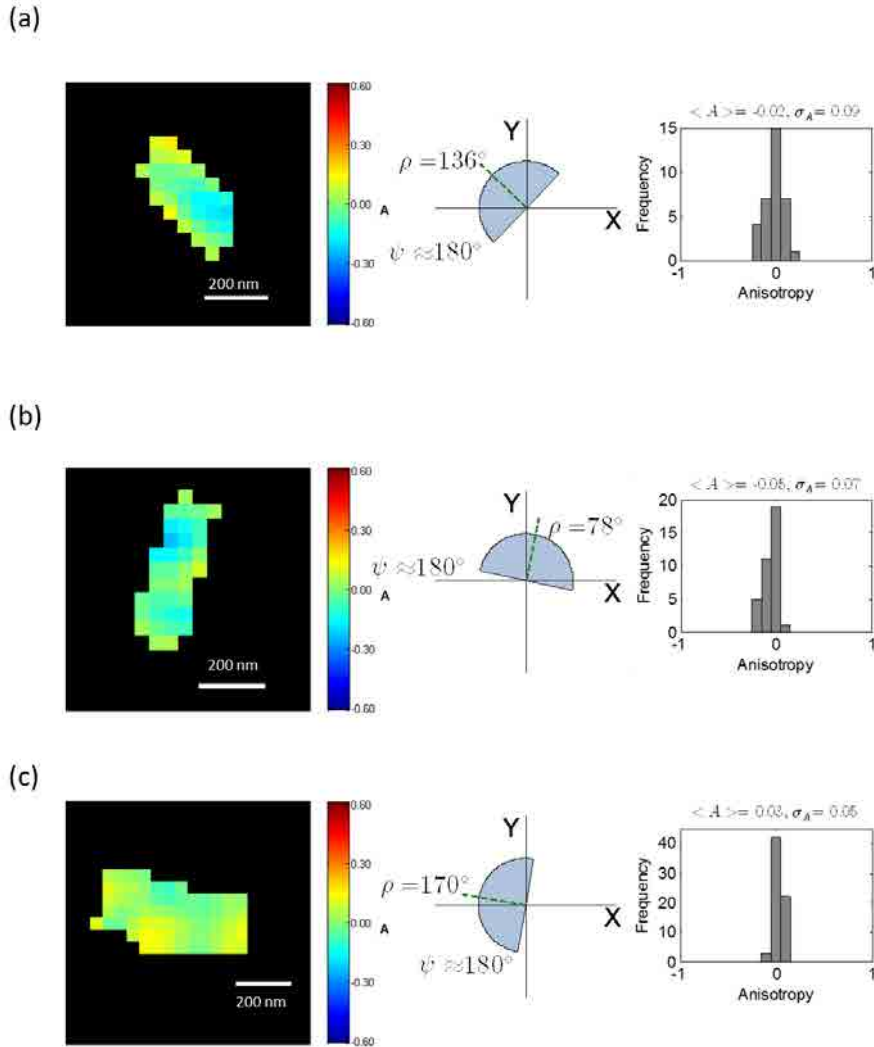 (a)
0.60
0.30
0.00
A
-0.30
-0.60
200 nm
Y
X
ρ = 136°
ψ ≈180°
< A >= -0.02, σA = 0.09
15
10
5
0
Frequency
-1 0 1
Anisotropy
(b)
0.60
0.30
0.00
A
-0.30
-0.60
200 nm
Y
X
ρ = 78°
ψ ≈180°
< A >= -0.05, σA = 0.07
20
15
10
5
0
Frequency
-1 0 1
Anisotropy
(c)
0.60
0.30
0.00
A
-0.30
-0.60
200 nm
Y
X
ρ = 170°
ψ ≈180°
< A >= 0.03, σA = 0.05
40
30
20
10
0
Frequency
-1 0 1
Anisotropy